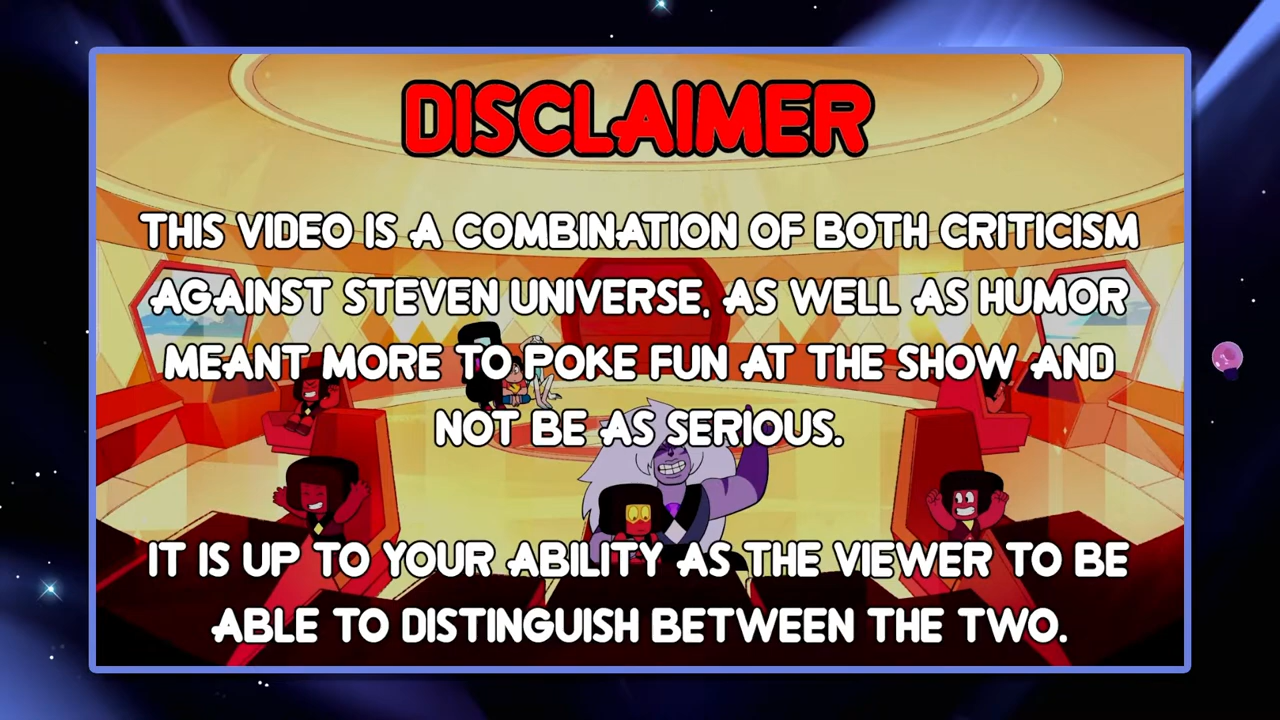 DISCLAIMER
THIS VIDEO IS A COMBINATION OF BOTH CRITICISM
AGAINST STEVEN UNIVERSE, AS WELL AS HUMOR
MEANT MORE TO POKE FUN AT THE SHOW AND
NOT BE AS SERIOUS.
IT IS UP TO YOUR ABILITY AS THE VIEWER TO BE
ABLE TO DISTINGUISH BETWEEN THE TWO.